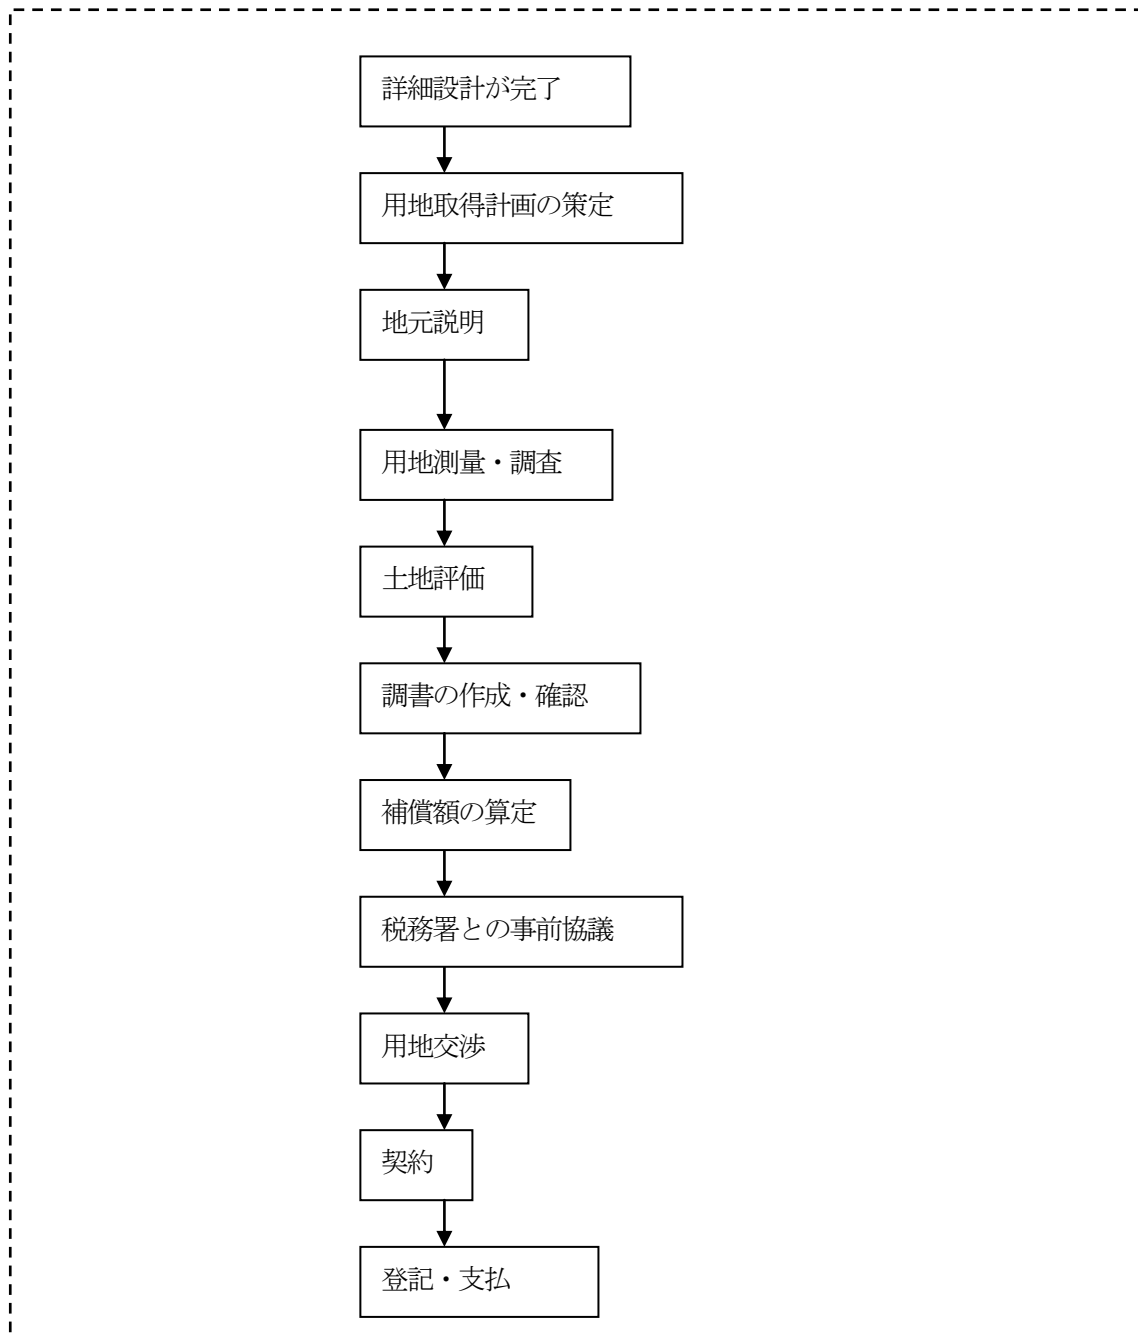 詳細設計が完了
用地取得計画の策定
地元説明
用地測量・調査
土地評価
調書の作成・確認
補償額の算定
税務署との事前協議
用地交渉
契約
登記・支払